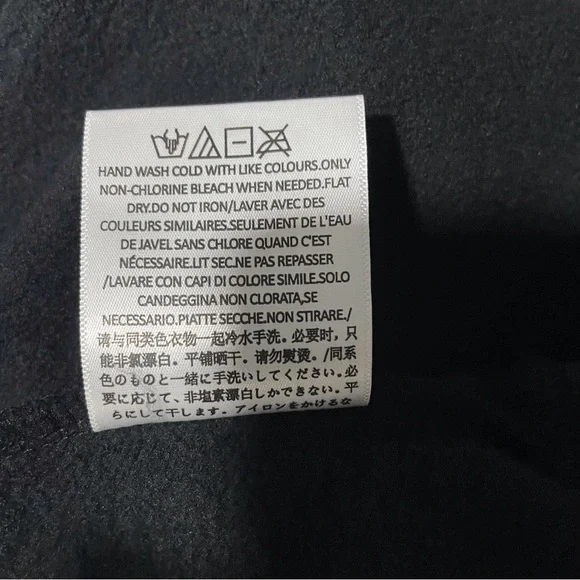 HAND WASH COLD WITH LIKE COLOURS.ONLY
NON-CHLORINE BLEACH WHEN NEEDED.FLAT
DRY.DO NOT IRON/LAVER AVEC DES
COULEURS SIMILAIRES.SEULEMENT DE L'EAU
DE JAVEL SANS CHLORE QUAND C'EST
NÉCESSAIRE.LIT SEC.NE PAS REPASSER
/LAVARE CON CAPI DI COLORE SIMILE.SOLO
CANDEGGINA NON CLORATA,SE
NECESSARIO.PIATTE SECCHE.NON STIRARE./
请与同类色衣物一起冷水手洗。必要时，只
能非氯漂白。平铺晒干。请勿熨烫。/同系
色のものと一緒に手洗いしてください。必
要に応じて、非塩素漂白しかできない。平
らにして干します。アイロンをかけるな